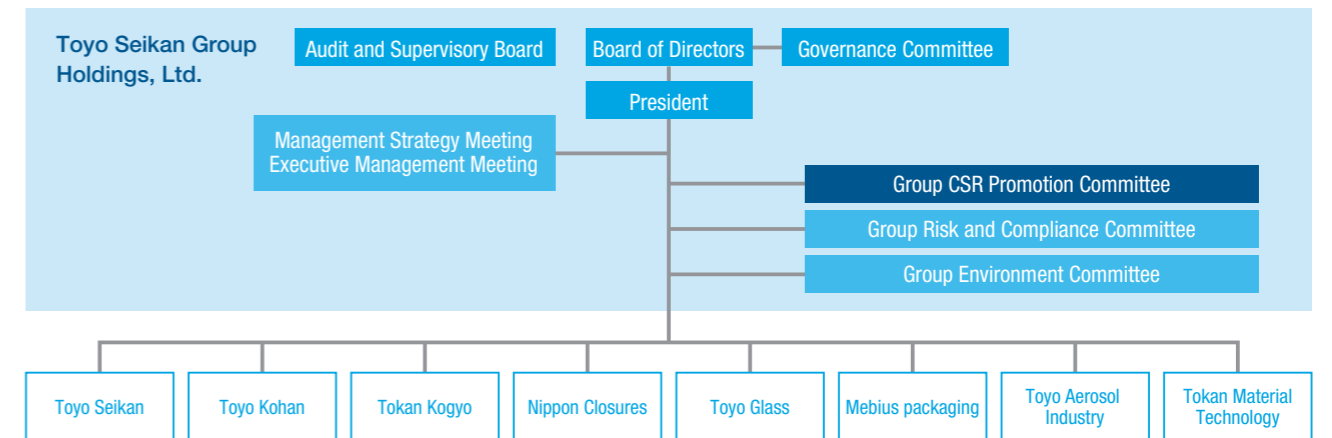 Toyo Seikan Group
Holdings, Ltd.
Audit and Supervisory Board
Board of Directors
Governance Committee
President
Management Strategy Meeting
Executive Management Meeting
Group CSR Promotion Committee
Group Risk and Compliance Committee
Group Environment Committee
Toyo Seikan
Toyo Kohan
Tokan Kogyo
Nippon Closures
Toyo Glass
Mebius packaging
Toyo Aerosol
Industry
Tokan Material
Technology